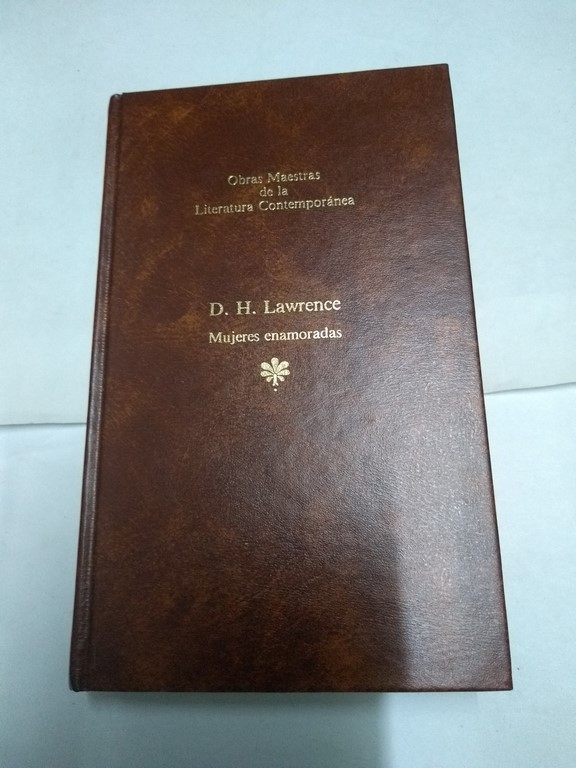 Obras Maestras
de la
Literatura Contemporánea
D. H. Lawrence
Mujeres enamoradas